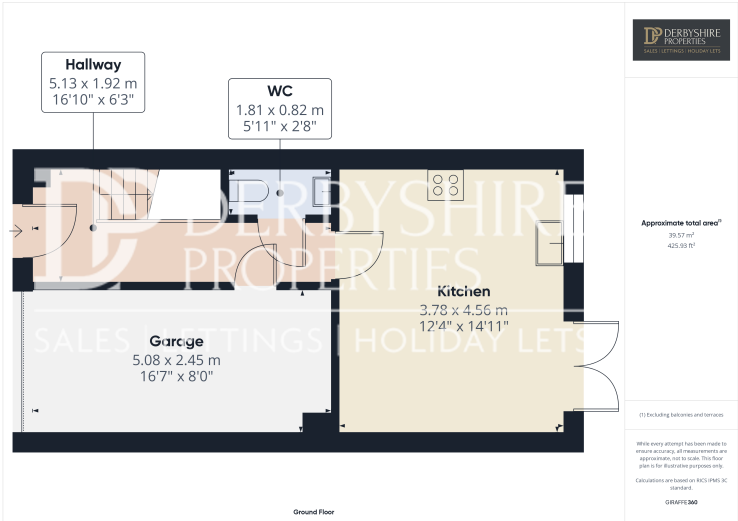 Hallway
5.13 x 1.92 m
16'10" x 6'3"
WC
1.81 x 0.82 m
5'11" x 2'8"
Kitchen
3.78 x 4.56 m
12'4" x 14'11"
Garage
5.08 x 2.45 m
16'7" x 8'0"
DERBYSHIRE
PROPERTIES
SALES | LETTINGS | HOLIDAY LETS
Ground Floor
DP DERBYSHIRE
PROPERTIES
SALES | LETTINGS | HOLIDAY LETS
Approximate total area⁽¹⁾
39.57 m²
425.93 ft²
(1) Excluding balconies and terraces
While every attempt has been made to
ensure accuracy, all measurements are
approximate, not to scale. This floor
plan is for illustrative purposes only.
Calculations are based on RICS IPMS 3C
standard.
GIRAFFE360